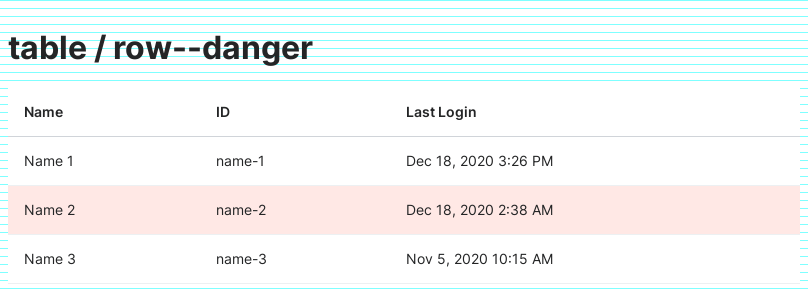 table / row--danger
Name ID Last Login
Name 1 name-1 Dec 18, 2020 3:26 PM
Name 2 name-2 Dec 18, 2020 2:38 AM
Name 3 name-3 Nov 5, 2020 10:15 AM